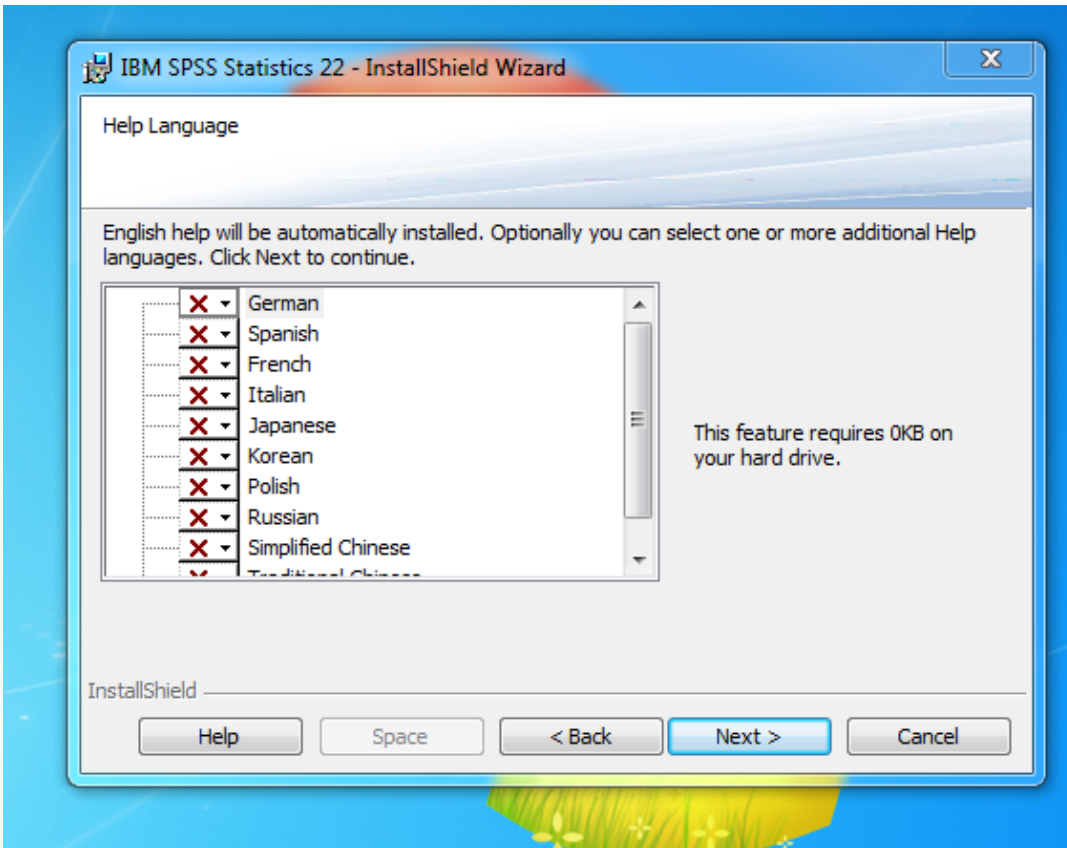 IBM SPSS Statistics 22 - InstallShield Wizard
Help Language
English help will be automatically installed. Optionally you can select one or more additional Help
languages. Click Next to continue.
German
Spanish
French
Italian
Japanese
Korean
Polish
Russian
Simplified Chinese
Traditional Chinese
This feature requires 0KB on
your hard drive.
InstallShield
Help
Space
< Back
Next >
Cancel